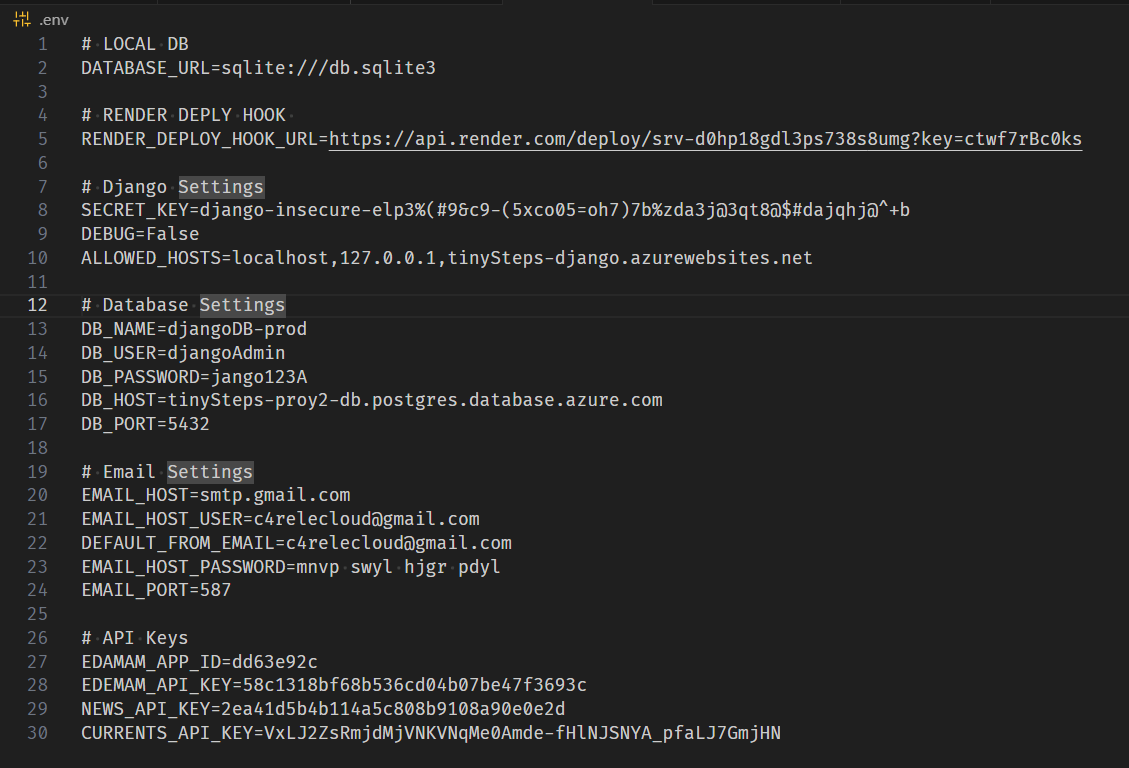 .env
1 # LOCAL DB
2 DATABASE_URL=sqlite:///db.sqlite3
3
4 # RENDER DEPLY HOOK
5 RENDER_DEPLOY_HOOK_URL=https://api.render.com/deploy/srv-d0hp18gdl3ps738s8umg?key=ctwf7rBc0ks
6
7 # Django Settings
8 SECRET_KEY=django-insecure-elp3%(#9&c9-(5xco05=oh7)7b%zda3j@3qt8@$#dajqhj@^+b
9 DEBUG=False
10 ALLOWED_HOSTS=localhost,127.0.0.1,tinySteps-django.azurewebsites.net
11
12 # Database Settings
13 DB_NAME=djangoDB-prod
14 DB_USER=djangoAdmin
15 DB_PASSWORD=jango123A
16 DB_HOST=tinySteps-proy2-db.postgres.database.azure.com
17 DB_PORT=5432
18
19 # Email Settings
20 EMAIL_HOST=smtp.gmail.com
21 EMAIL_HOST_USER=c4relecloud@gmail.com
22 DEFAULT_FROM_EMAIL=c4relecloud@gmail.com
23 EMAIL_HOST_PASSWORD=mnvp swyl hjgr pdyl
24 EMAIL_PORT=587
25
26 # API Keys
27 EDAMAM_APP_ID=dd63e92c
28 EDEMAM_API_KEY=58c1318bf68b536cd04b07be47f3693c
29 NEWS_API_KEY=2ea41d5b4b114a5c808b9108a90e0e2d
30 CURRENTS_API_KEY=VxLJ2ZsRmjdMjVNKVNqMe0Amde-fHlNJSNYA_pfaLJ7GmjHN